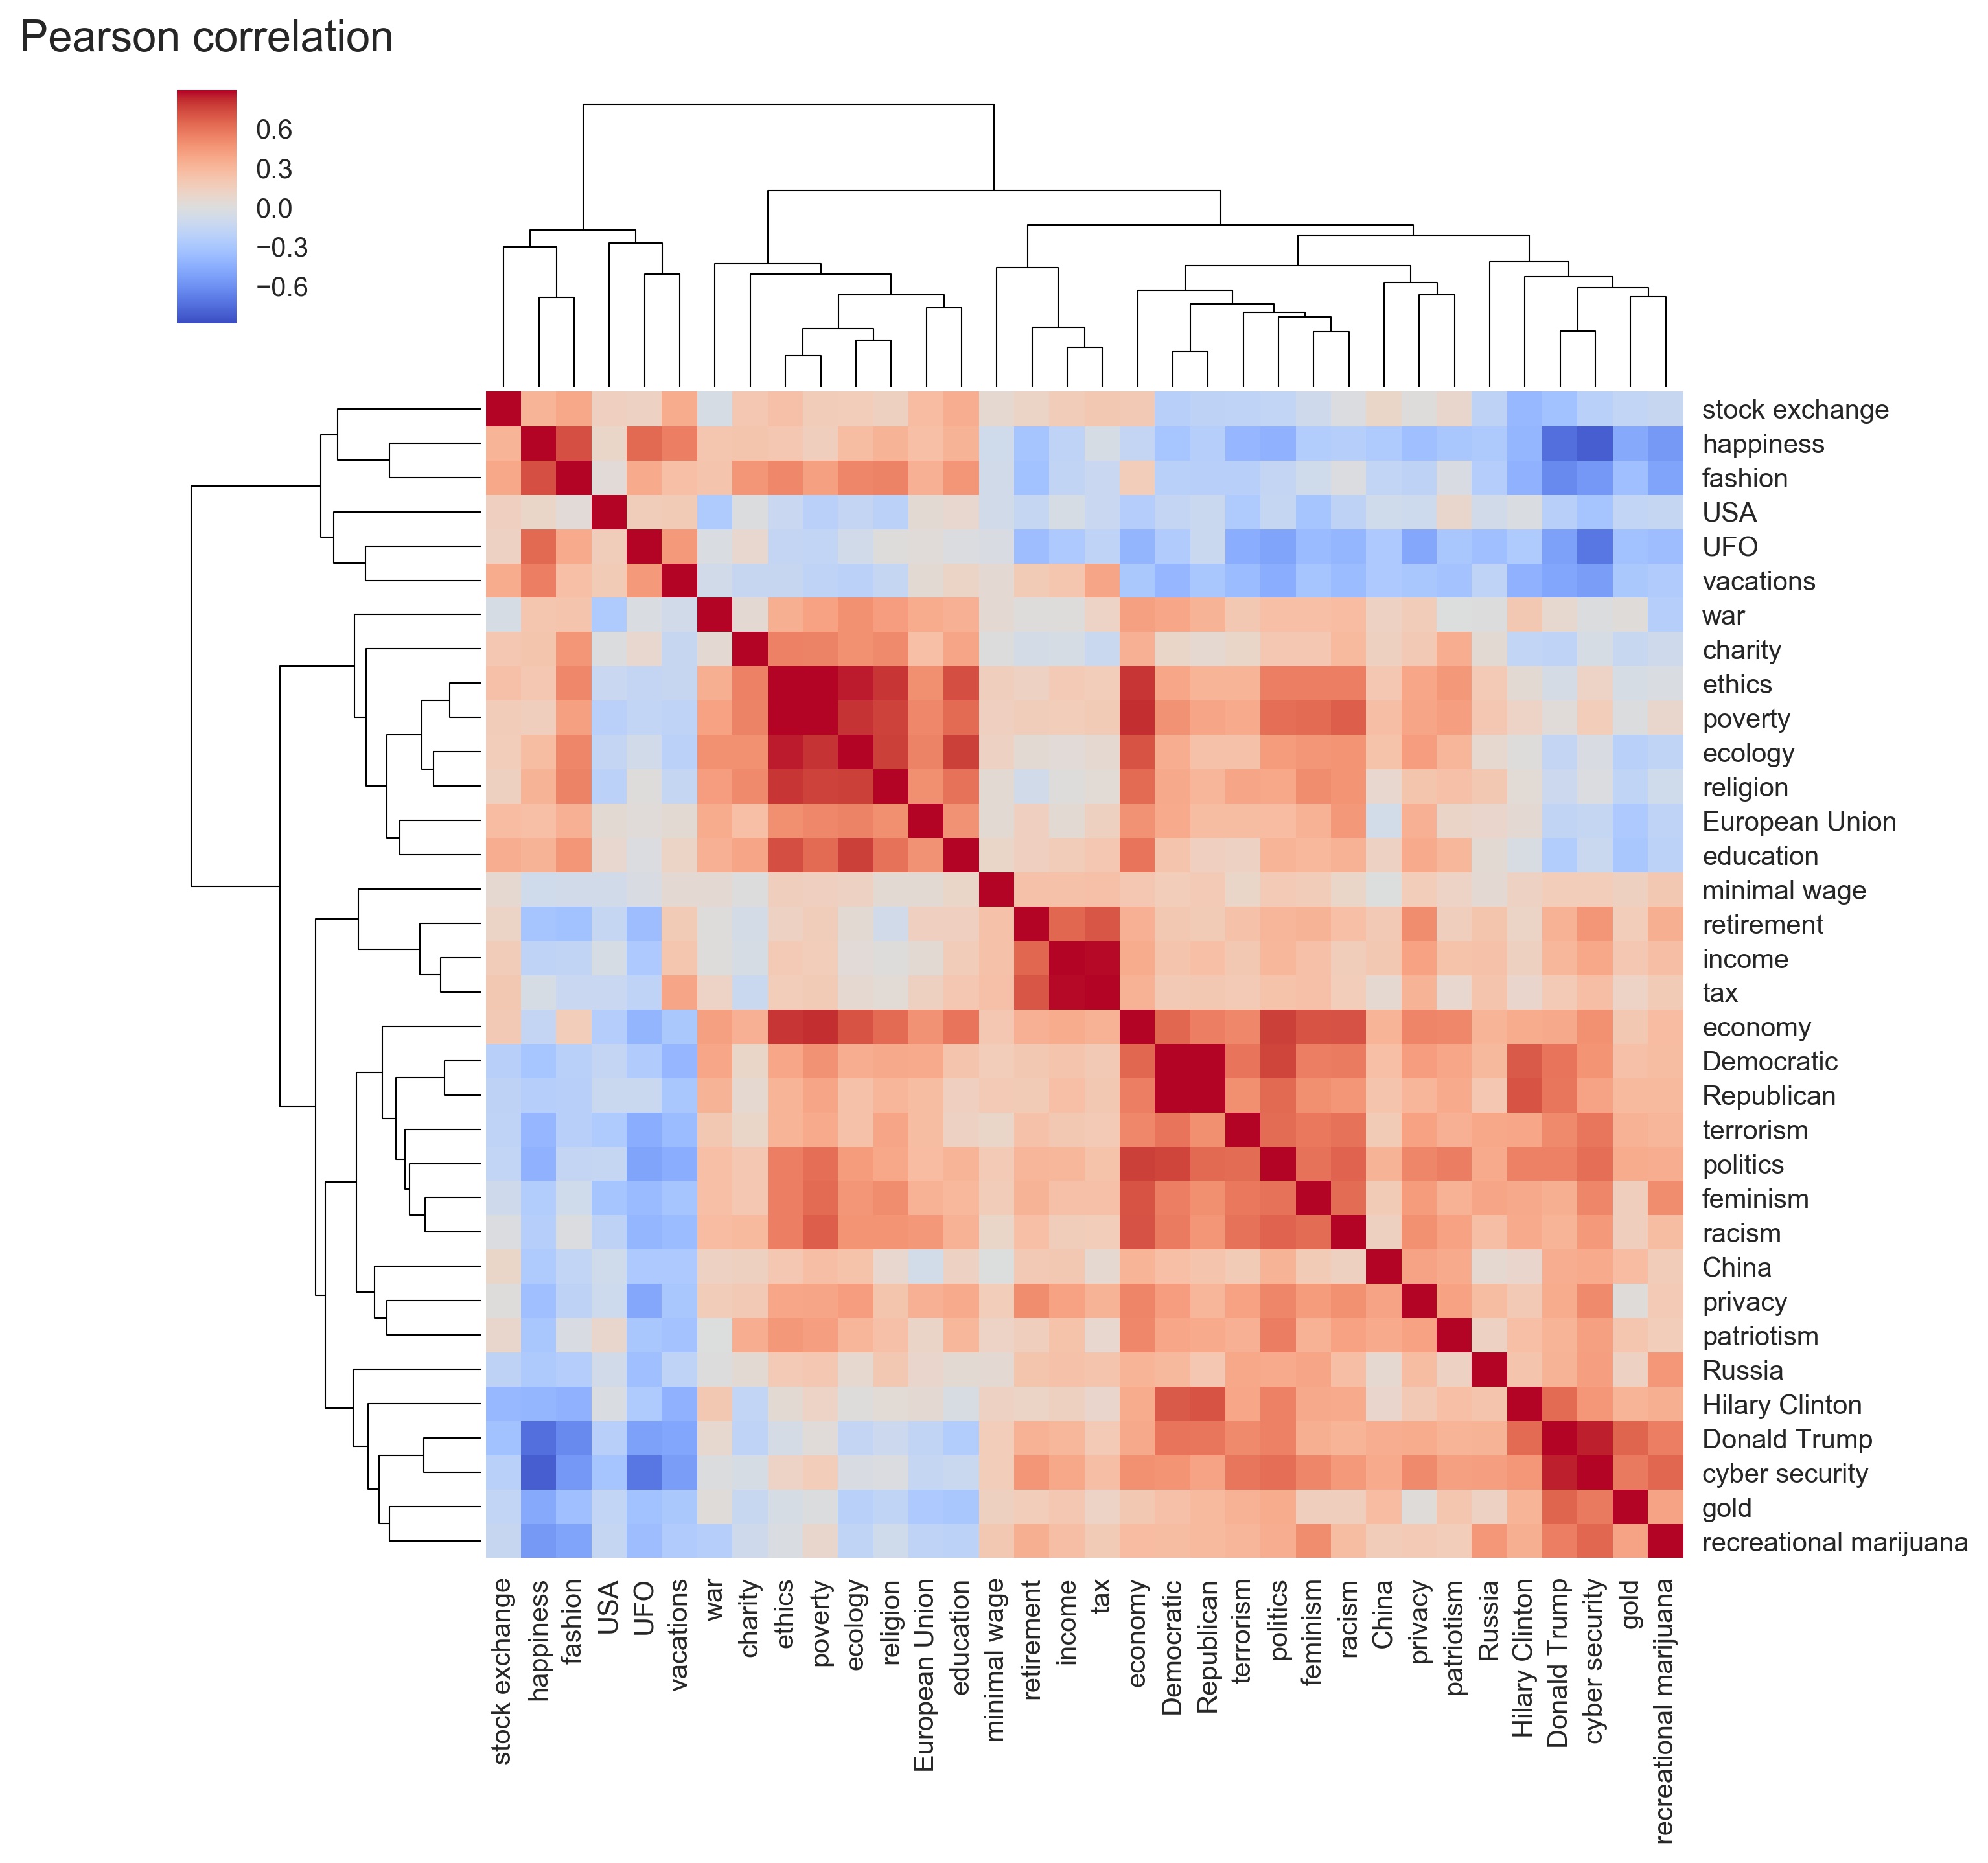 Pearson correlation
0.6
0.3
0.0
−0.3
−0.6
stock exchange
happiness
fashion
USA
UFO
vacations
war
charity
ethics
poverty
ecology
religion
European Union
education
minimal wage
retirement
income
tax
economy
Democratic
Republican
terrorism
politics
feminism
racism
China
privacy
patriotism
Russia
Hilary Clinton
Donald Trump
cyber security
gold
recreational marijuana
stock exchange
happiness
fashion
USA
UFO
vacations
war
charity
ethics
poverty
ecology
religion
European Union
education
minimal wage
retirement
income
tax
economy
Democratic
Republican
terrorism
politics
feminism
racism
China
privacy
patriotism
Russia
Hilary Clinton
Donald Trump
cyber security
gold
recreational marijuana